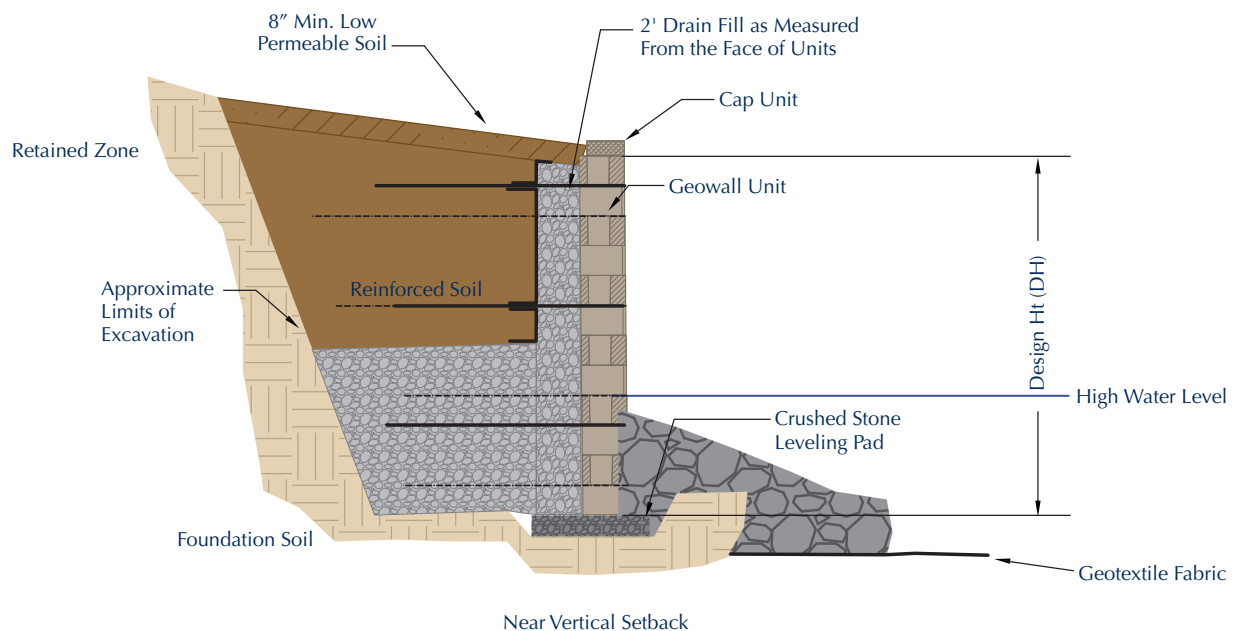 8” Min. Low
Permeable Soil
2' Drain Fill as Measured
From the Face of Units
Cap Unit
Retained Zone
Geowall Unit
Approximate
Limits of
Excavation
Reinforced Soil
Design Ht (DH)
High Water Level
Crushed Stone
Leveling Pad
Foundation Soil
Geotextile Fabric
Near Vertical Setback